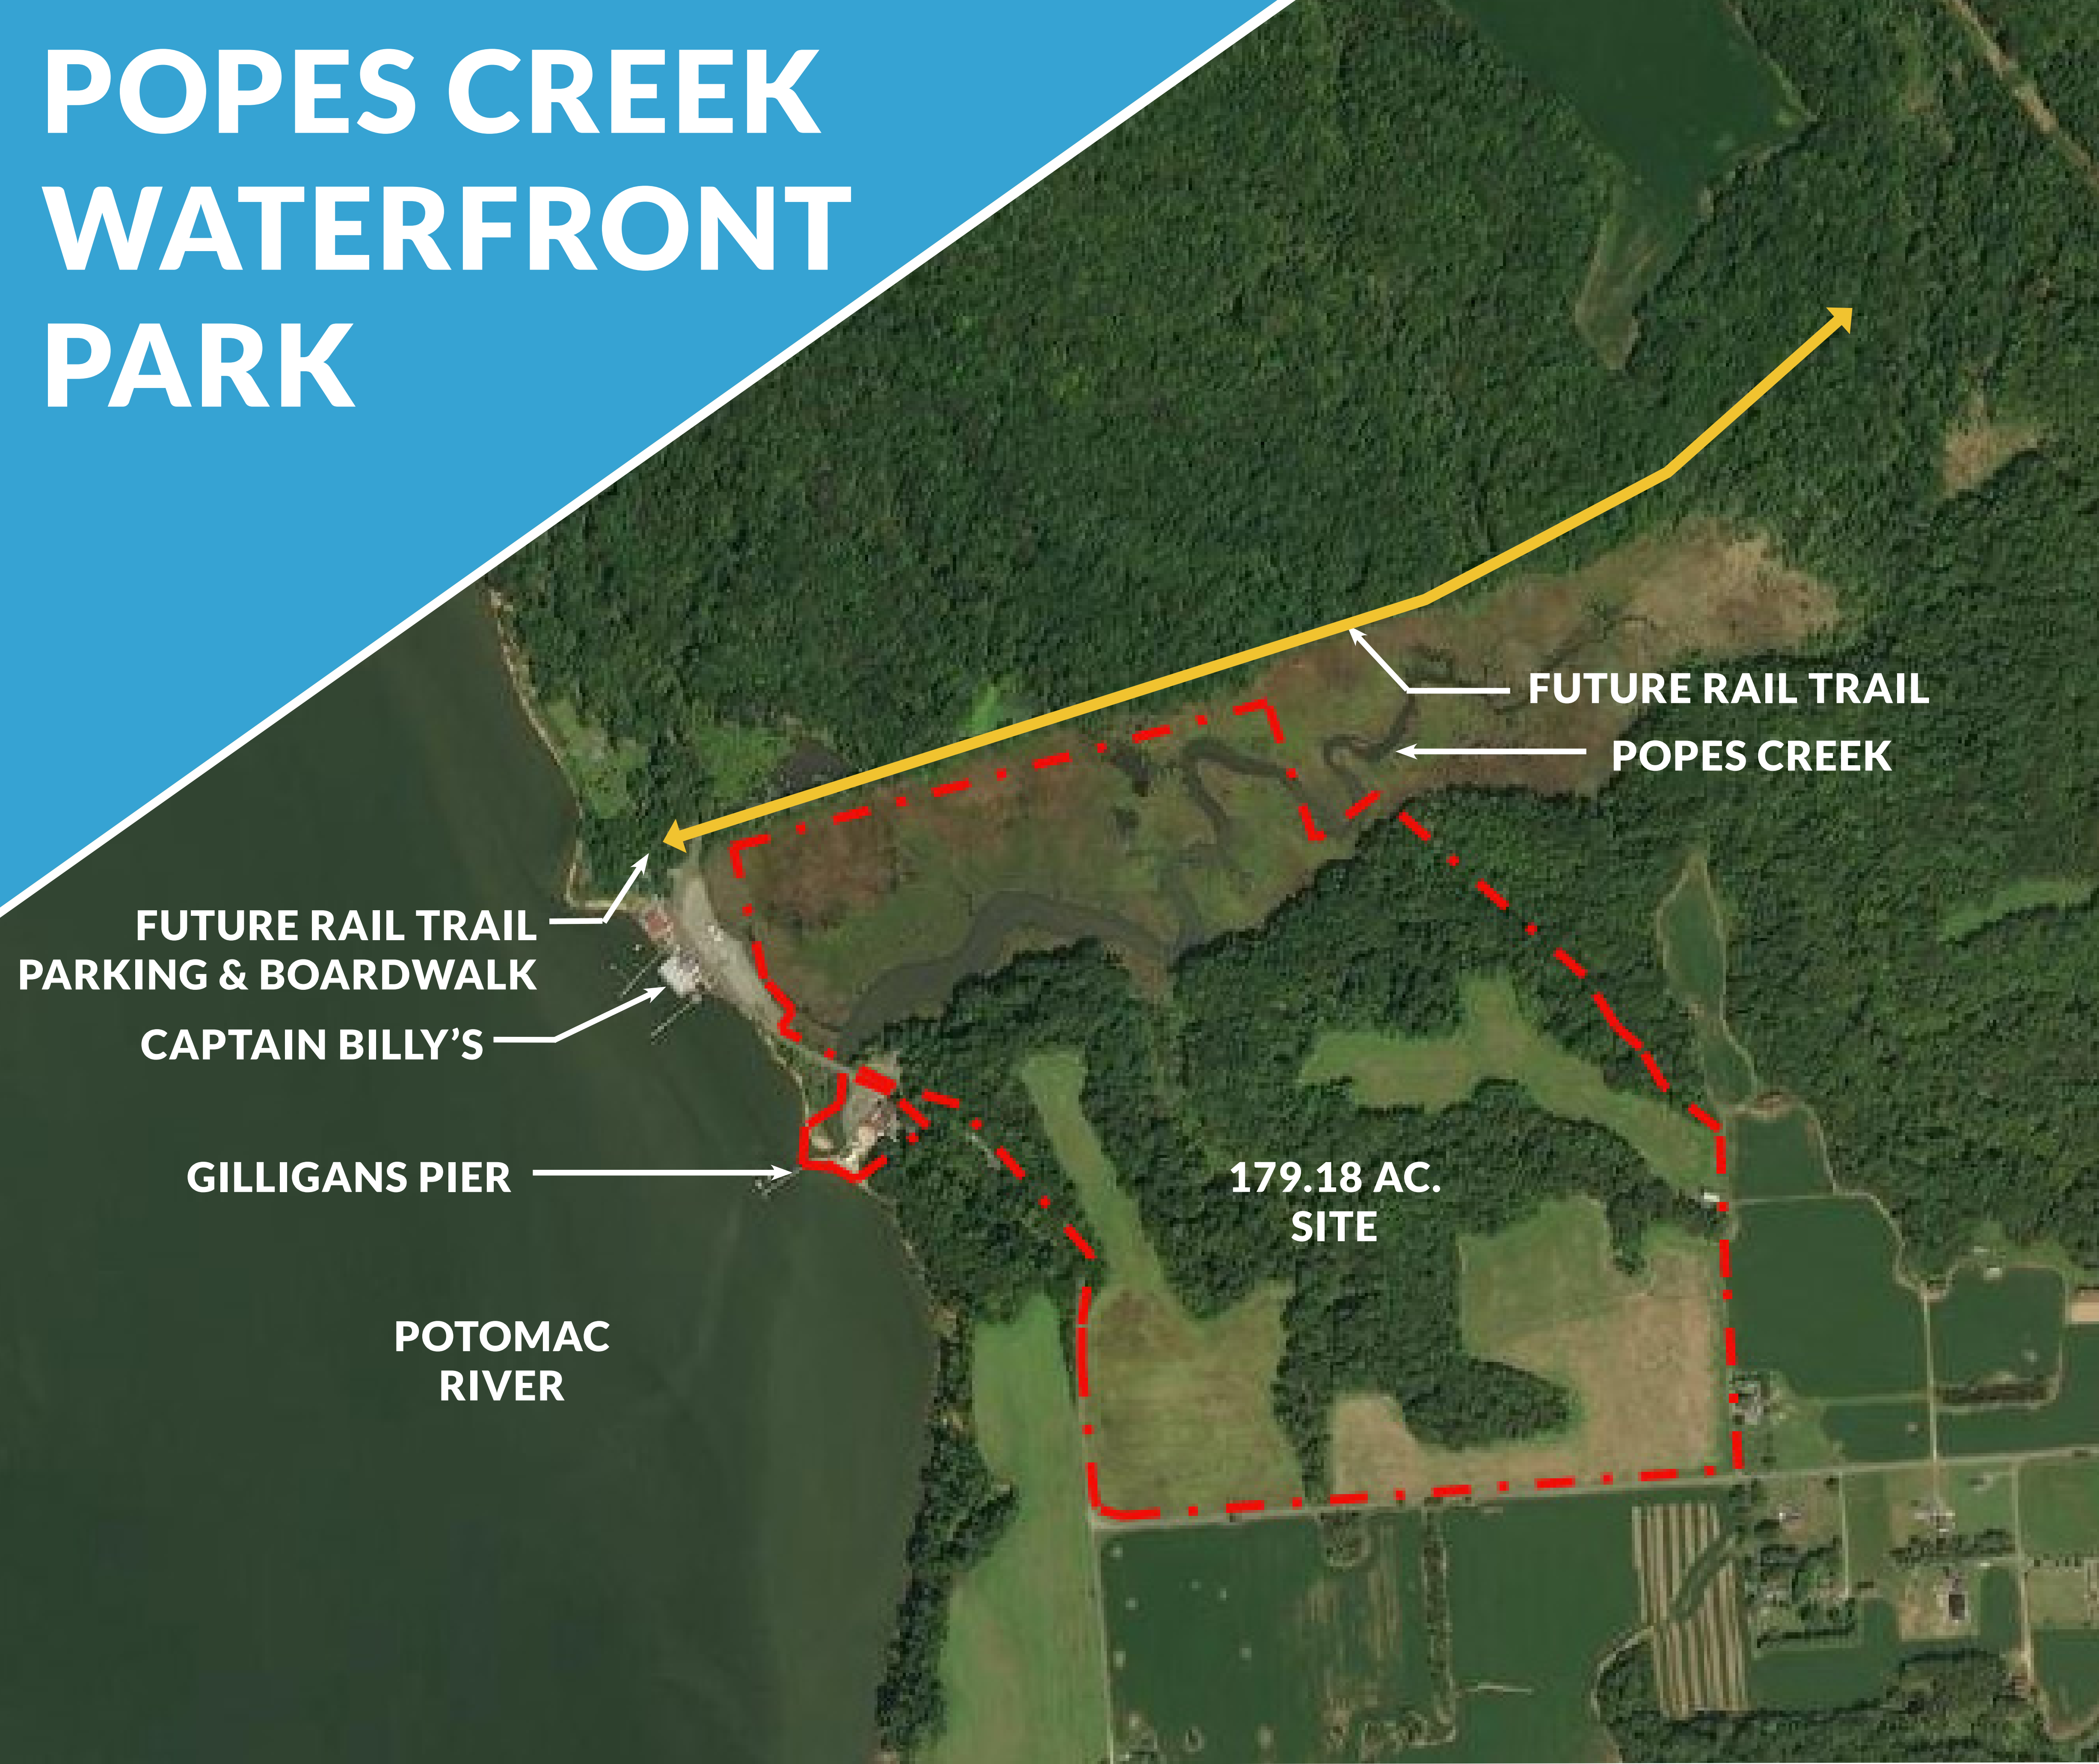 POPES CREEK
WATERFRONT
PARK
FUTURE RAIL TRAIL
POPES CREEK
FUTURE RAIL TRAIL
PARKING & BOARDWALK
CAPTAIN BILLY’S
GILLIGANS PIER
179.18 AC.
SITE
POTOMAC
RIVER